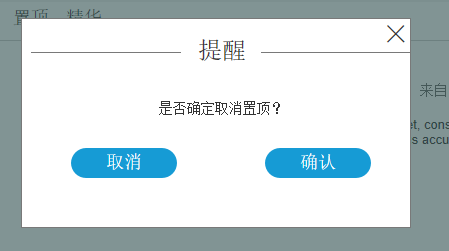 置顶 精华
提醒
来自
是否确定取消置顶？
et, cons
s accu
取消 确认